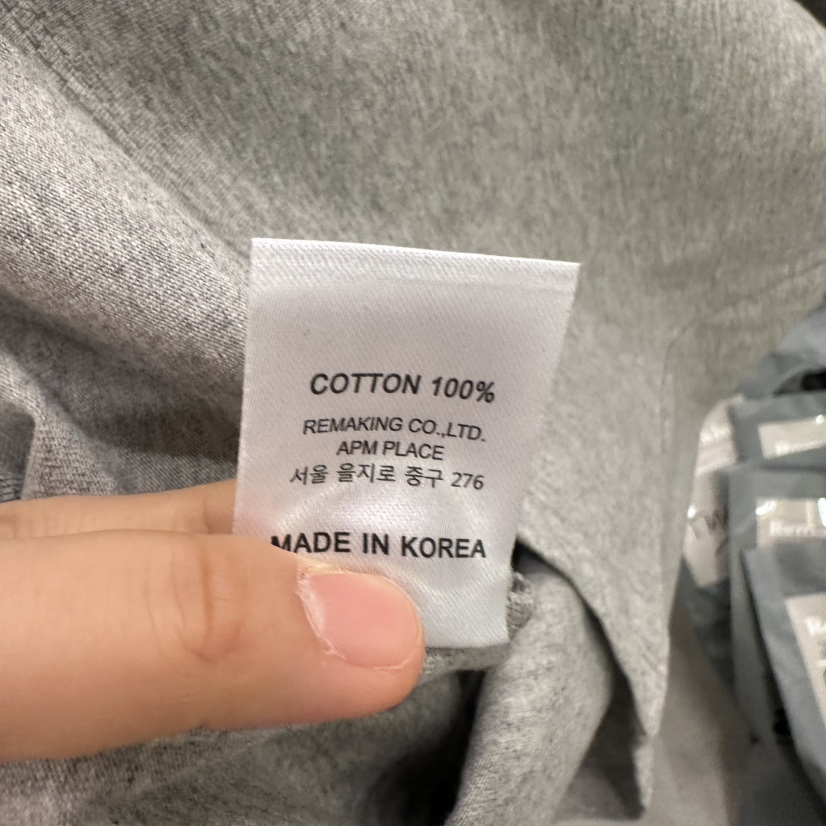 COTTON 100%
REMAKING CO.,LTD.
APM PLACE
서울 을지로 중구 276
MADE IN KOREA